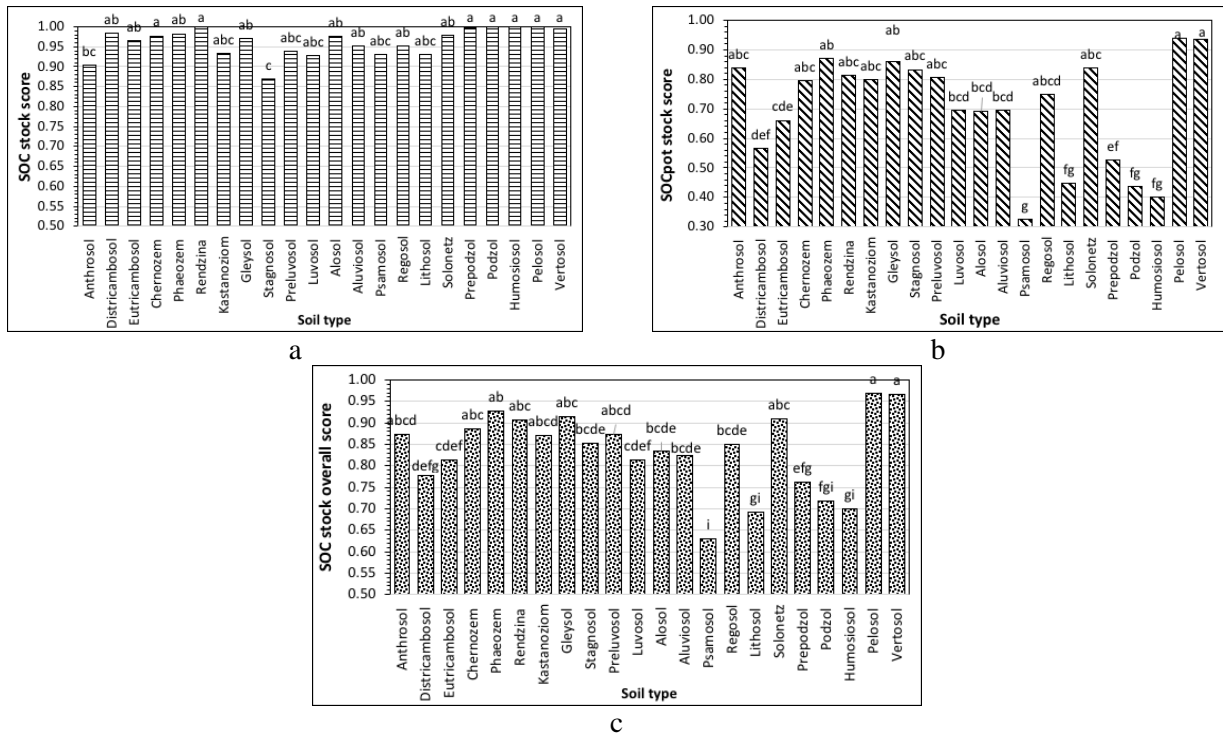 SOC stock score
1.00
0.95
0.90
0.85
0.80
0.75
0.70
0.65
0.60
0.55
0.50
bc ab ab a ab a abc ab c abc abc ab ab abc ab abc ab a a a a a
Anthrosol
Districambosol
Eutricambosol
Chernozem
Phaeozem
Rendzina
Kastanoziom
Gleysol
Stagnosol
Preluvosol
Luvosol
Alosol
Aluviosol
Psamosol
Regosol
Lithosol
Solonetz
Prepodzol
Podzol
Humosiosol
Pelosol
Vertosol
Soil type
a
SOCpot stock score
1.00
0.90
0.80
0.70
0.60
0.50
0.40
0.30
abc def cde abc ab abc abc ab abc abc bcd bcd bcd g abcd fg abc ef fg fg a a
Anthrosol
Districambosol
Eutricambosol
Chernozem
Phaeozem
Rendzina
Kastanoziom
Gleysol
Stagnosol
Preluvosol
Luvosol
Alosol
Aluviosol
Psamosol
Regosol
Lithosol
Solonetz
Prepodzol
Podzol
Humosiosol
Pelosol
Vertosol
Soil type
b
SOC stock overall score
1.00
0.95
0.90
0.85
0.80
0.75
0.70
0.65
0.60
0.55
0.50
abcd defg cdef abc ab abc abcd abc bcde abcd cdef bcde bcde i bcde gi abc efg fgi gi a a
Anthrosol
Districambosol
Eutricambosol
Chernozem
Phaeozem
Rendzina
Kastanoziom
Gleysol
Stagnosol
Preluvosol
Luvosol
Alosol
Aluviosol
Psamosol
Regosol
Lithosol
Solonetz
Prepodzol
Podzol
Humosiosol
Pelosol
Vertosol
Soil type
c